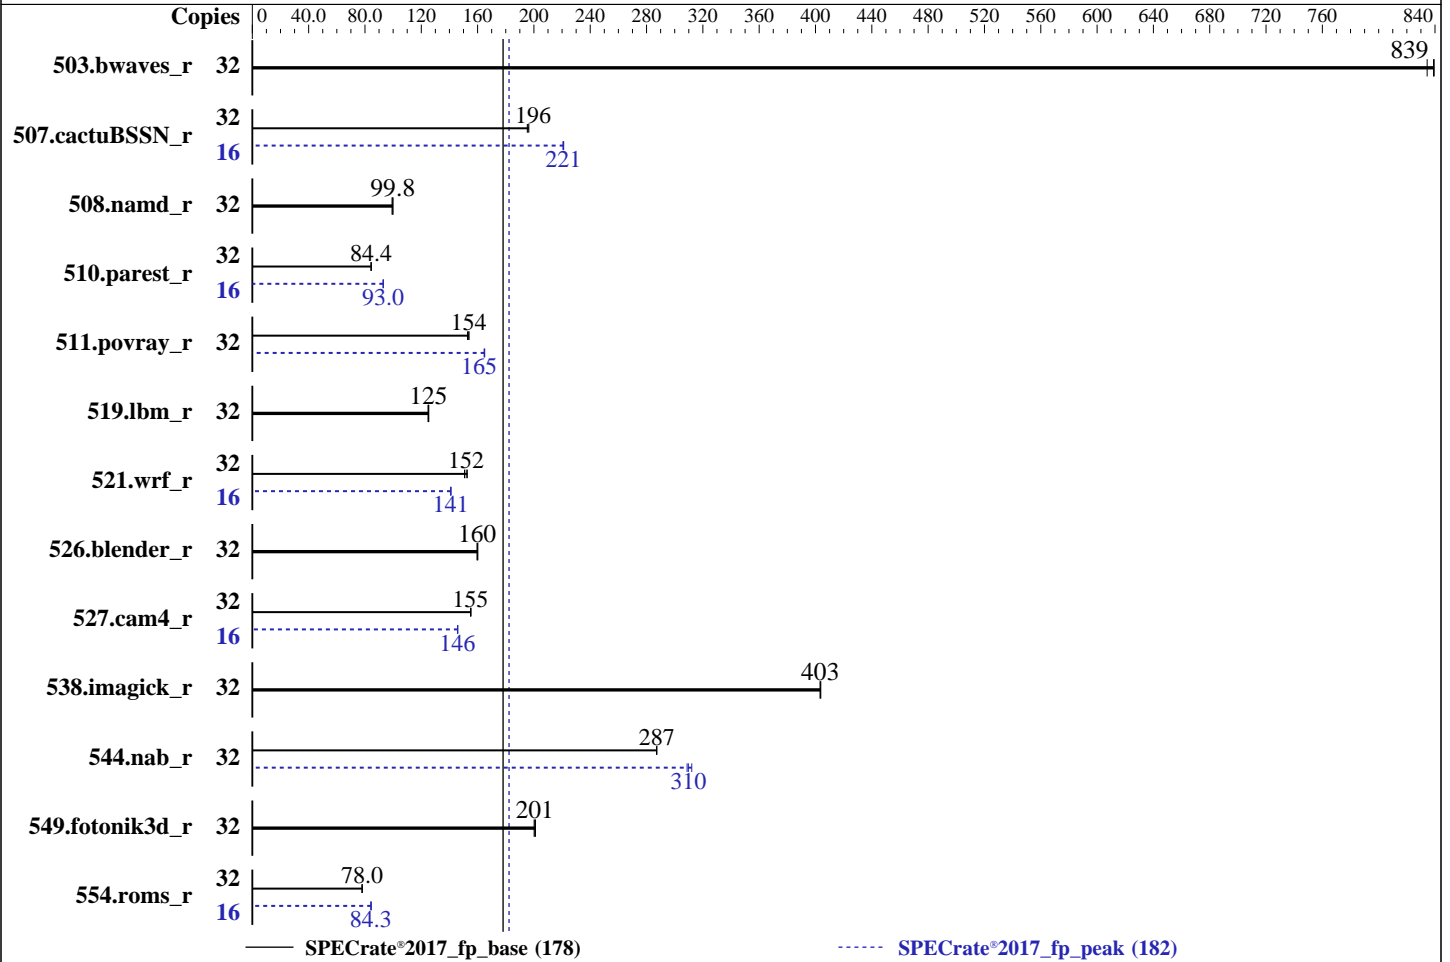 Copies 0 40.0 80.0 120 160 200 240 280 320 360 400 440 480 520 560 600 640 680 720 760 840
503.bwaves_r 32 839
507.cactuBSSN_r 32 196
16 221
508.namd_r 32 99.8
510.parest_r 32 84.4
16 93.0
511.povray_r 32 154
165
519.lbm_r 32 125
521.wrf_r 32 152
16 141
526.blender_r 32 160
527.cam4_r 32 155
16 146
538.imagick_r 32 403
544.nab_r 32 287
310
549.fotonik3d_r 32 201
554.roms_r 32 78.0
16 84.3
SPECrate®2017_fp_base (178) SPECrate®2017_fp_peak (182)